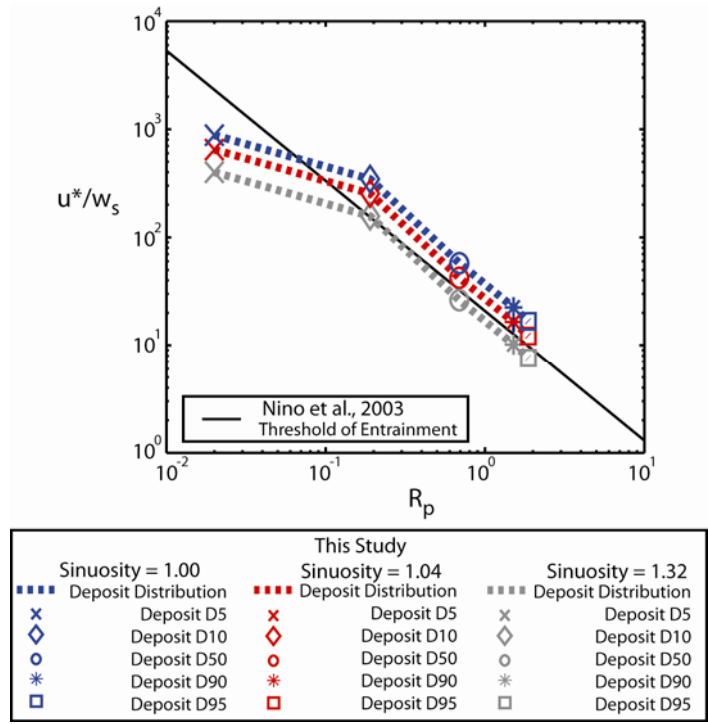 10^4
10^3
u*/w_s
10^2
10^1
10^0
Nino et al., 2003
Threshold of Entrainment
10^-2 10^-1 10^0 10^1
R_p
This Study
Sinuosity = 1.00 Sinuosity = 1.04 Sinuosity = 1.32
Deposit Distribution Deposit Distribution Deposit Distribution
Deposit D5 Deposit D5 Deposit D5
Deposit D10 Deposit D10 Deposit D10
Deposit D50 Deposit D50 Deposit D50
Deposit D90 Deposit D90 Deposit D90
Deposit D95 Deposit D95 Deposit D95